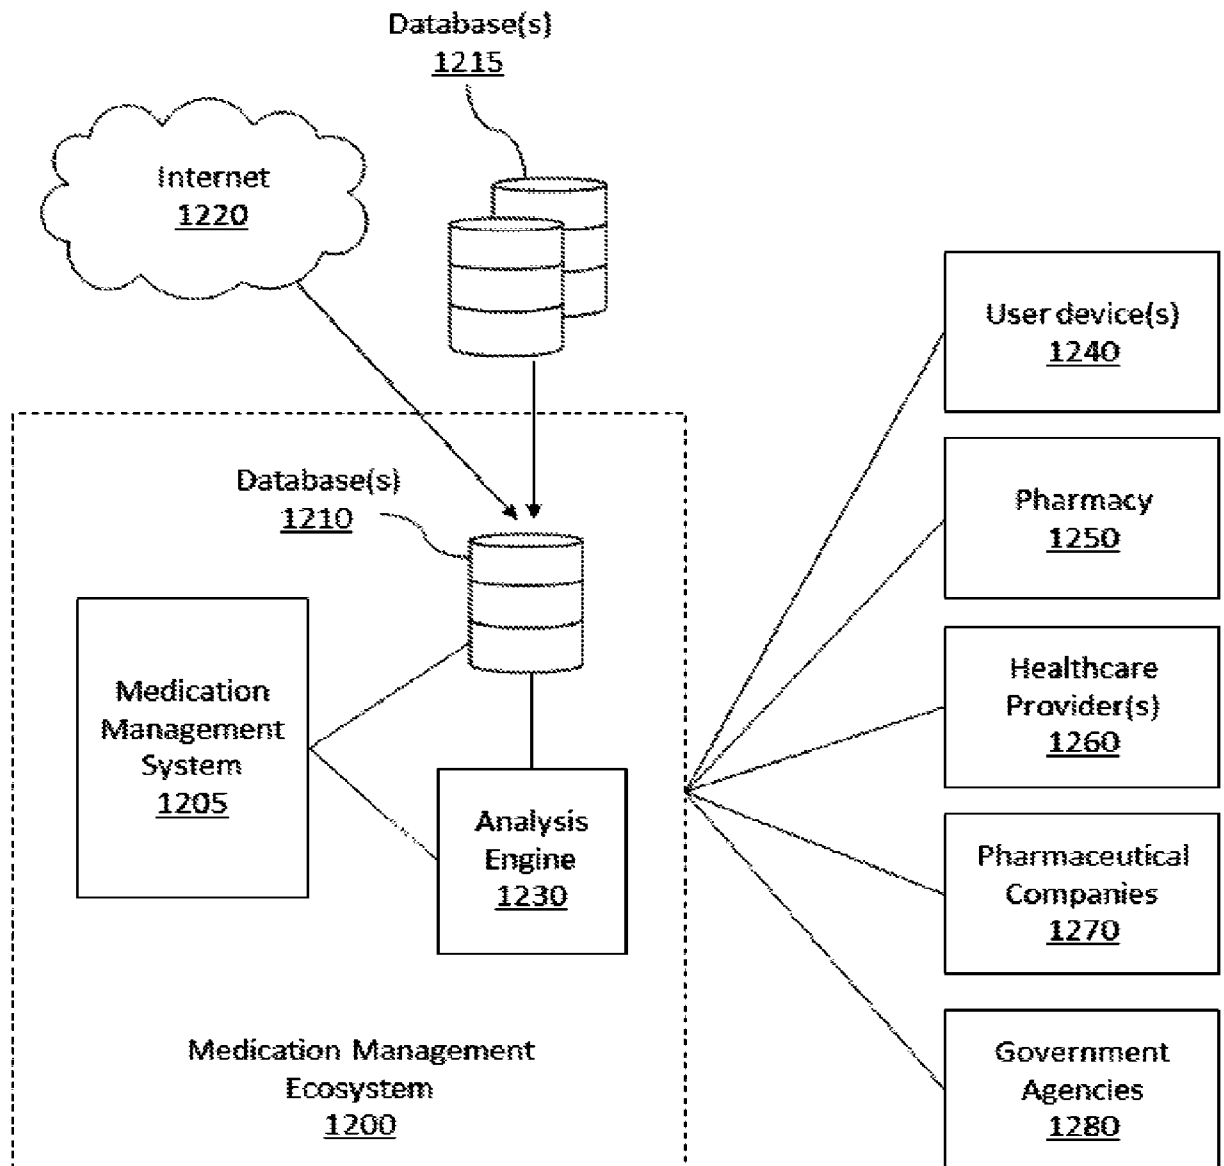 Database(s)
1215
Internet
1220
Database(s)
1210
Medication
Management
System
1205
Analysis
Engine
1230
Medication Management
Ecosystem
1200
User device(s)
1240
Pharmacy
1250
Healthcare
Provider(s)
1260
Pharmaceutical
Companies
1270
Government
Agencies
1280